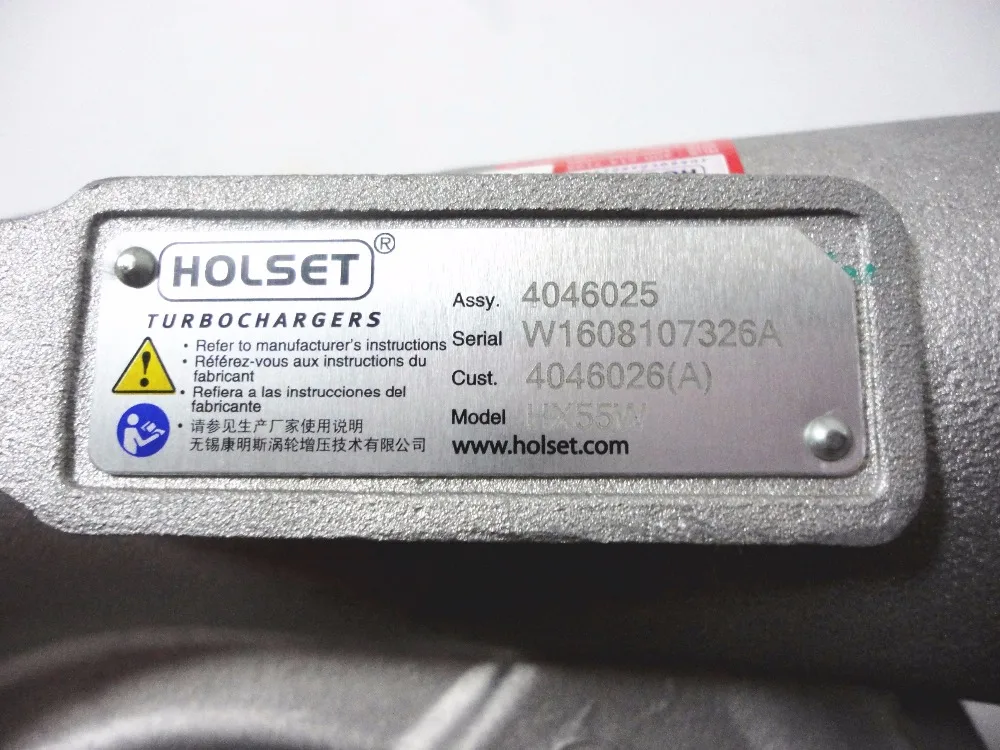 HOLSET®
TURBOCHARGERS
• Refer to manufacturer's instructions
• Référez-vous aux instructions du
fabricant
• Refiera a las instrucciones del
fabricante
• 请参见生产厂家使用说明
无锡康明斯涡轮增压技术有限公司
Assy. 4046025
Serial W1608107326A
Cust. 4046026(A)
Model HX55W
www.holset.com